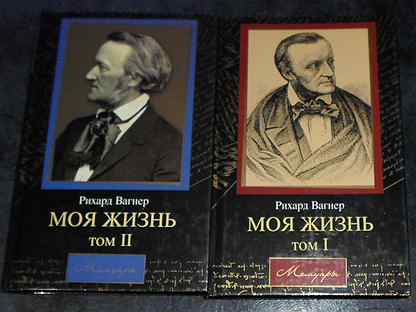 Рихард Вагнер
МОЯ ЖИЗНЬ
том II
Мемуары
Рихард Вагнер
МОЯ ЖИЗНЬ
том I
Мемуары